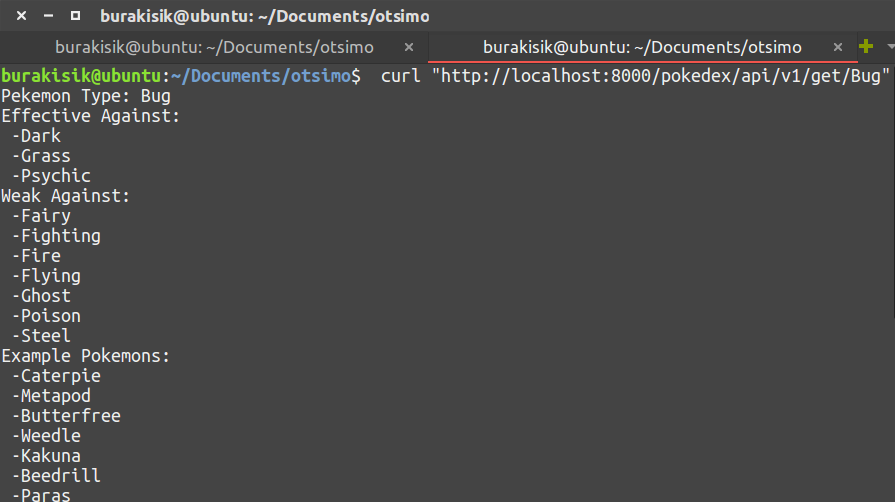 burakisik@ubuntu: ~/Documents/otsimo
burakisik@ubuntu: ~/Documents/otsimo × burakisik@ubuntu: ~/Documents/otsimo ×
burakisik@ubuntu:~/Documents/otsimo$  curl "http://localhost:8000/pokedex/api/v1/get/Bug"
Pekemon Type: Bug
Effective Against:
 -Dark
 -Grass
 -Psychic
Weak Against:
 -Fairy
 -Fighting
 -Fire
 -Flying
 -Ghost
 -Poison
 -Steel
Example Pokemons:
 -Caterpie
 -Metapod
 -Butterfree
 -Weedle
 -Kakuna
 -Beedrill
 -Paras